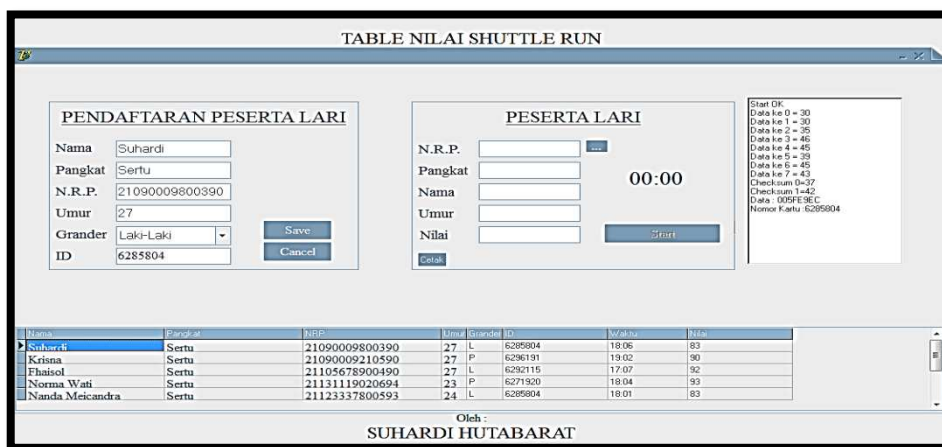 TABLE NILAI SHUTTLE RUN
PENDAFTARAN PESERTA LARI
Nama Suhardi
Pangkat Sertu
N.R.P. 21090009800390
Umur 27
Grander Laki-Laki
ID 6285804
Save
Cancel
PESERTA LARI
N.R.P. ...
Pangkat
Nama
Umur
Nilai
00:00
Start
Cetak
Start OK
Data ke 0 = 30
Data ke 1 = 30
Data ke 2 = 35
Data ke 3 = 46
Data ke 4 = 45
Data ke 5 = 39
Data ke 6 = 45
Data ke 7 = 43
Checksum 0=37
Checksum 1=42
Data : 005FE9EC
Nomor Kartu :6285804
Nama Pangkat NRP Umur Grander ID Waktu Nilai
Suhardi Sertu 21090009800390 27 L 6285804 18:06 83
Krisna Sertu 21090009210590 27 P 6296191 19:02 90
Fhaisol Sertu 21105678900490 27 L 6292115 17:07 92
Norma Wati Sertu 21131119020694 23 P 6271920 18:04 93
Nanda Meicandra Sertu 21123337800593 24 L 6285804 18:01 83
Oleh :
SUHARDI HUTABARAT